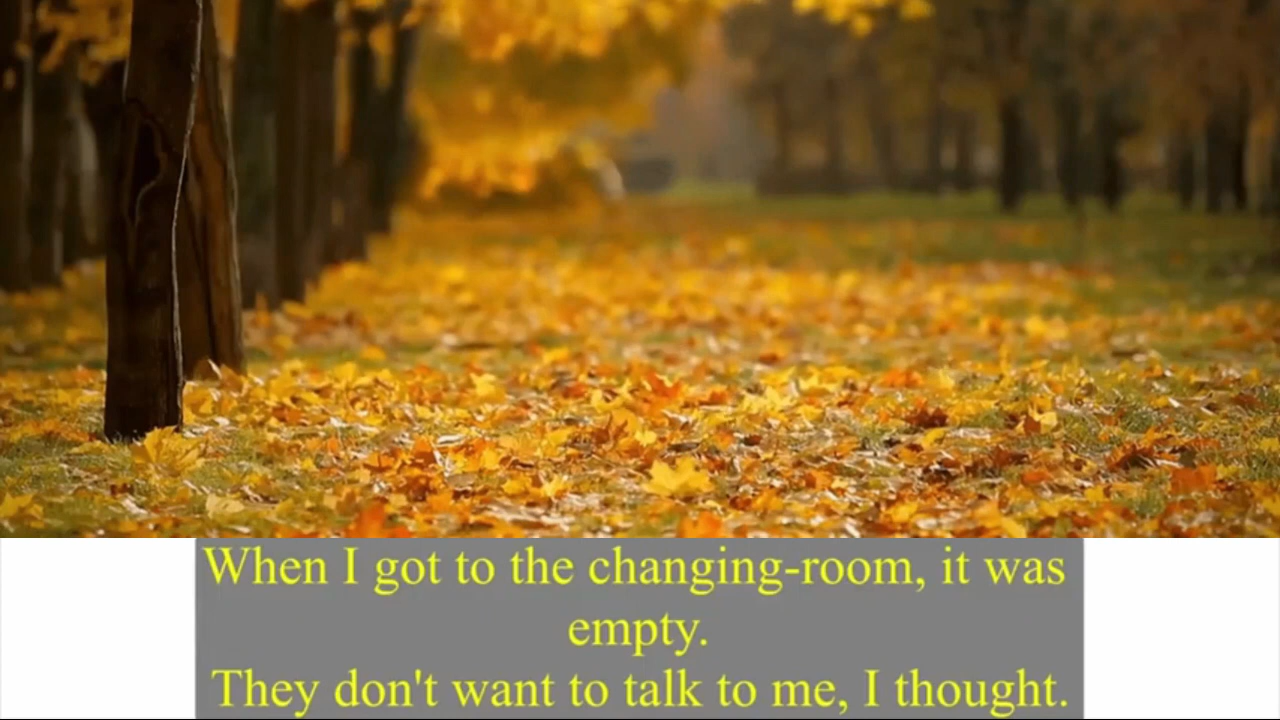 When I got to the changing-room, it was
empty.
They don't want to talk to me, I thought.